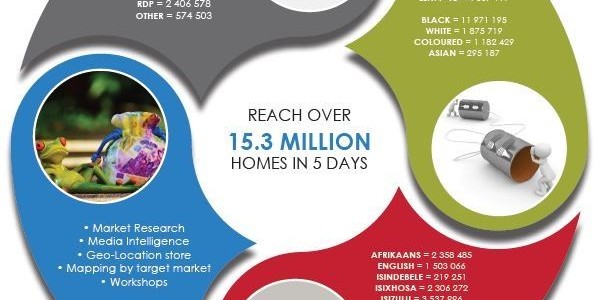 RDP = 2 406 578
OTHER = 574 503
BLACK = 11 971 195
WHITE = 1 875 719
COLOURED = 1 182 429
ASIAN = 295 187
REACH OVER
15.3 MILLION
HOMES IN 5 DAYS
• Market Research
• Media Intelligence
• Geo-Location store
• Mapping by target market
• Workshops
AFRIKAANS = 2 358 485
ENGLISH = 1 503 066
ISINDEBELE = 219 251
ISIXHOSA = 2 306 272
ISIZULU = 3 537 996